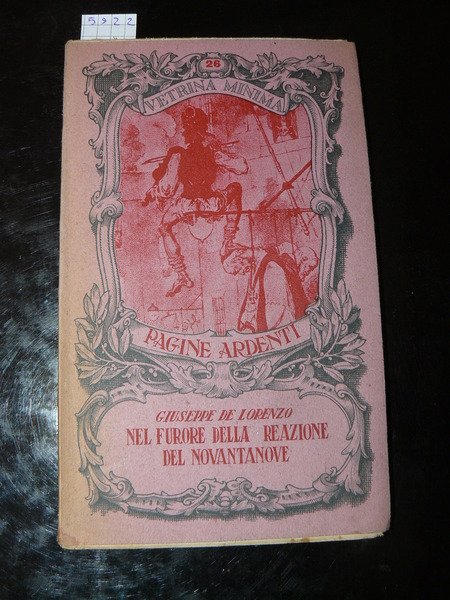 5922
26
VETRINA MINIMA
PAGINE ARDENTI
GIUSEPPE DE LORENZO
NEL FURORE DELLA REAZIONE
DEL NOVANTANOVE